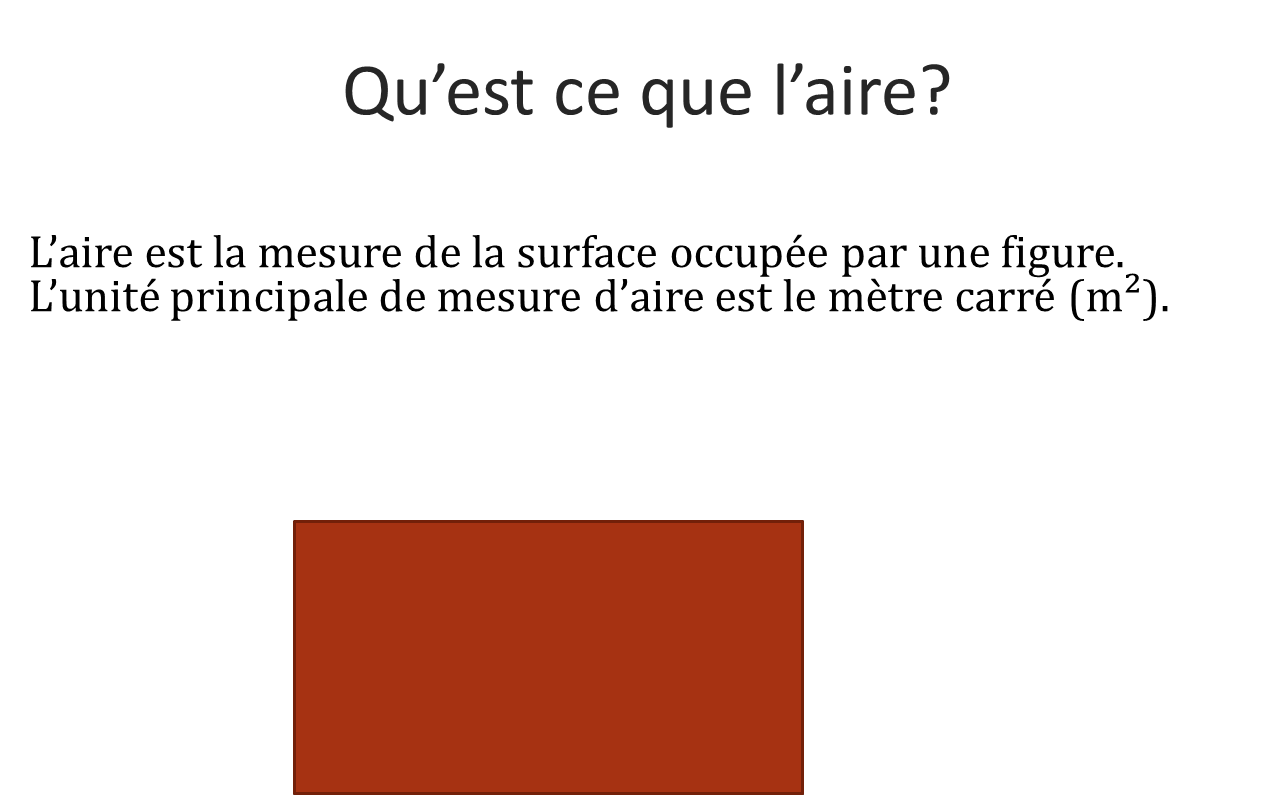 Qu’est ce que l’aire?
L’aire est la mesure de la surface occupée par une figure.
L’unité principale de mesure d’aire est le mètre carré (m²).